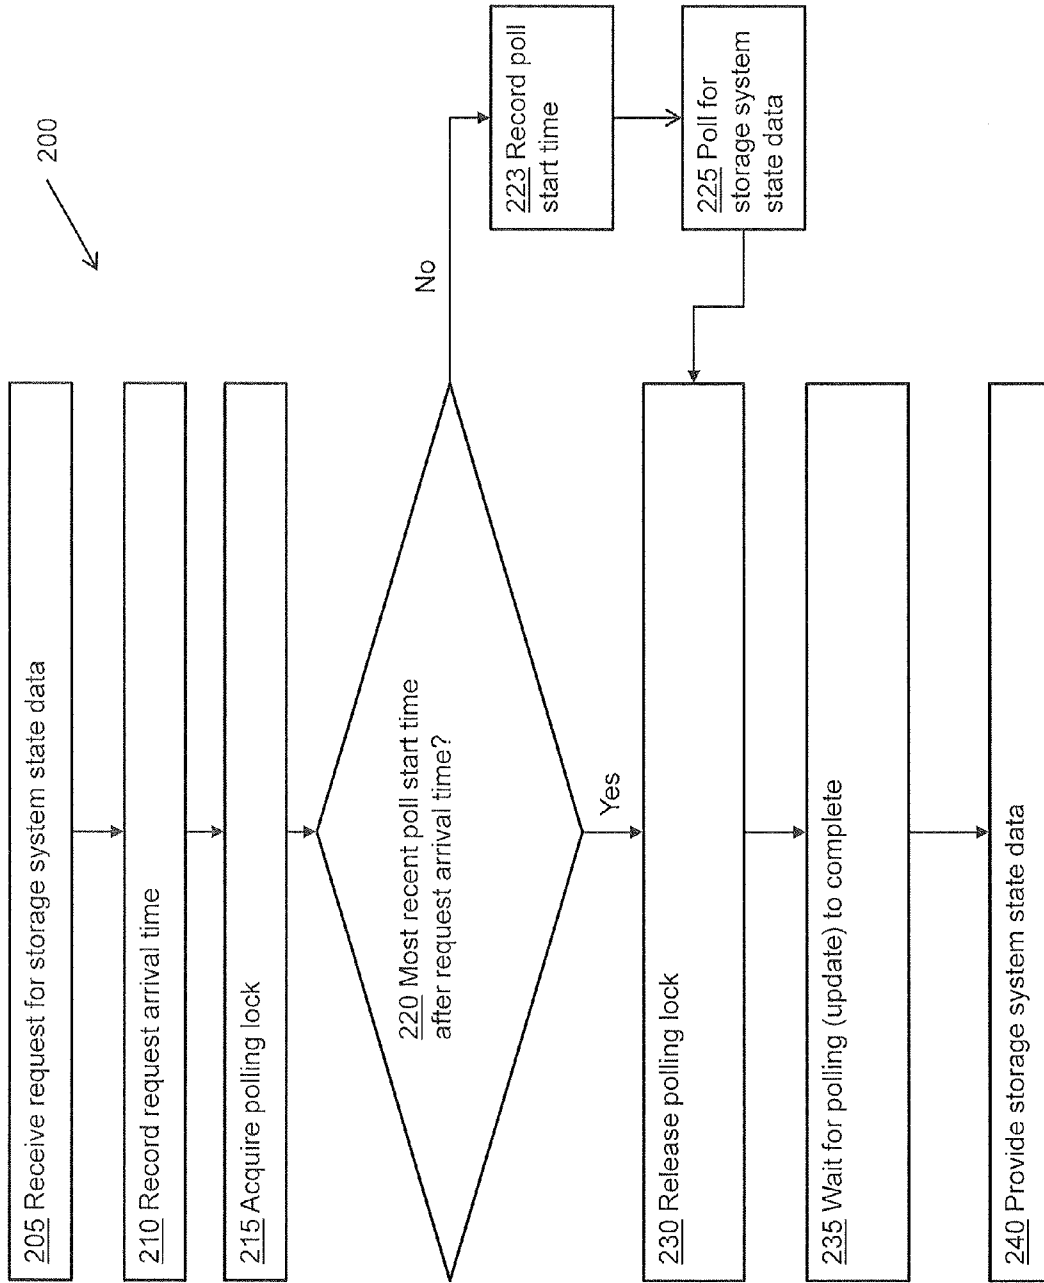 200
205 Receive request for storage system state data
210 Record request arrival time
215 Acquire polling lock
220 Most recent poll start time
after request arrival time?
No
223 Record poll
start time
225 Poll for
storage system
state data
Yes
230 Release polling lock
235 Wait for polling (update) to complete
240 Provide storage system state data